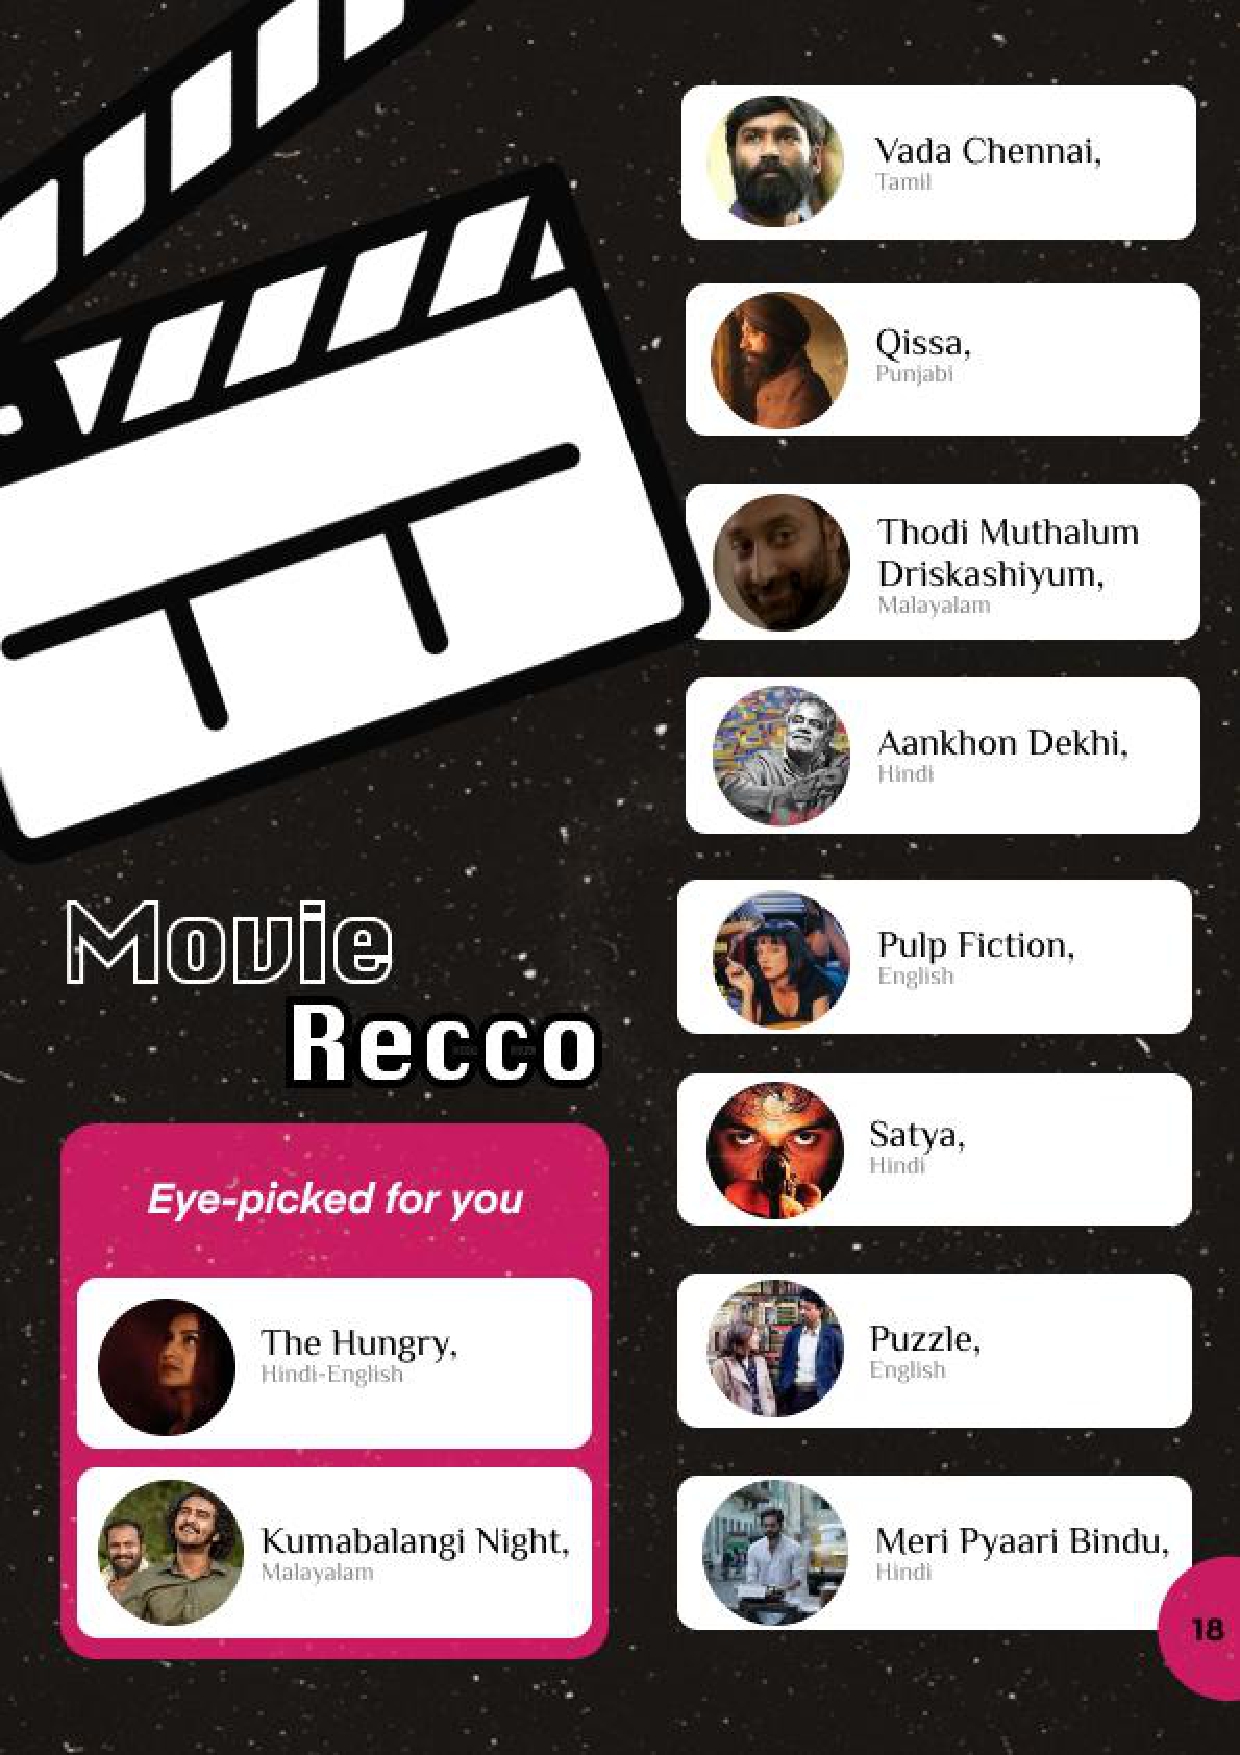 Movie
Recco
Eye-picked for you
The Hungry,
Hindi-English
Kumabalangi Night,
Malayalam
Vada Chennai,
Tamil
Qissa,
Punjabi
Thodi Muthalum
Driskashiyum,
Malayalam
Aankhon Dekhi,
Hindi
Pulp Fiction,
English
Satya,
Hindi
Puzzle,
English
Meri Pyaari Bindu,
Hindi
18